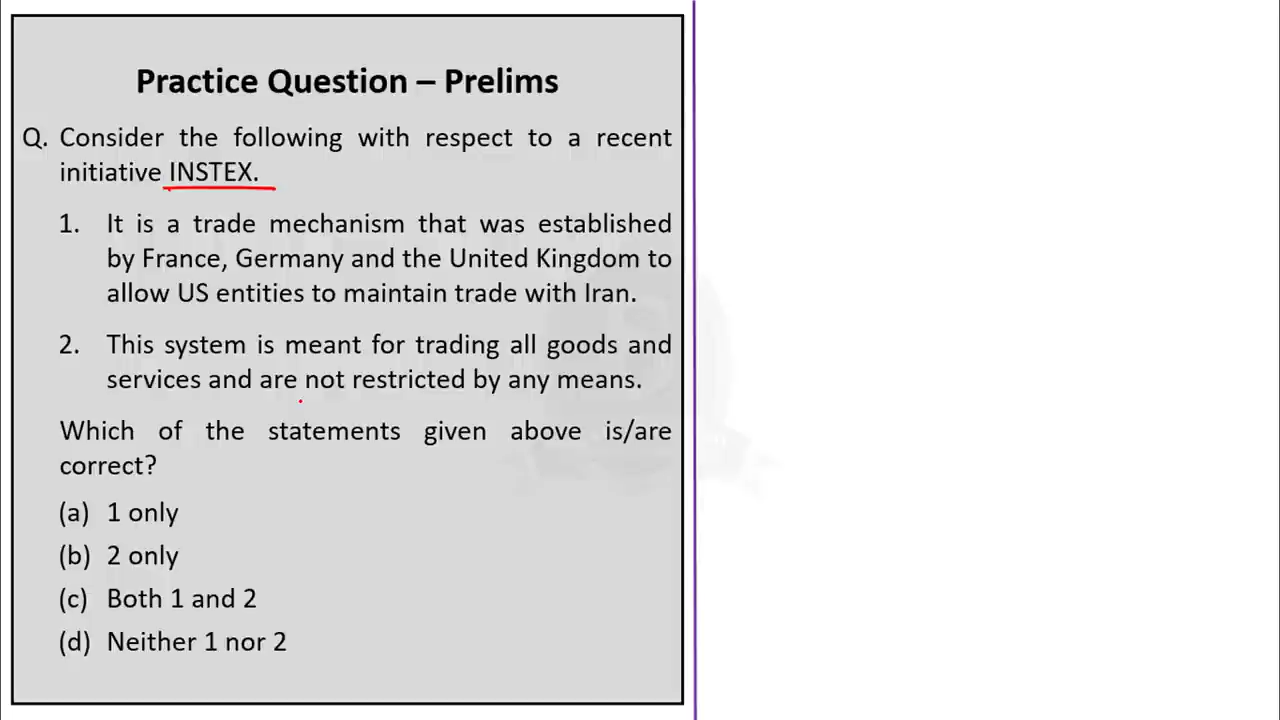 Practice Question – Prelims
Q. Consider the following with respect to a recent
initiative INSTEX.
1. It is a trade mechanism that was established
by France, Germany and the United Kingdom to
allow US entities to maintain trade with Iran.
2. This system is meant for trading all goods and
services and are not restricted by any means.
Which of the statements given above is/are
correct?
(a) 1 only
(b) 2 only
(c) Both 1 and 2
(d) Neither 1 nor 2